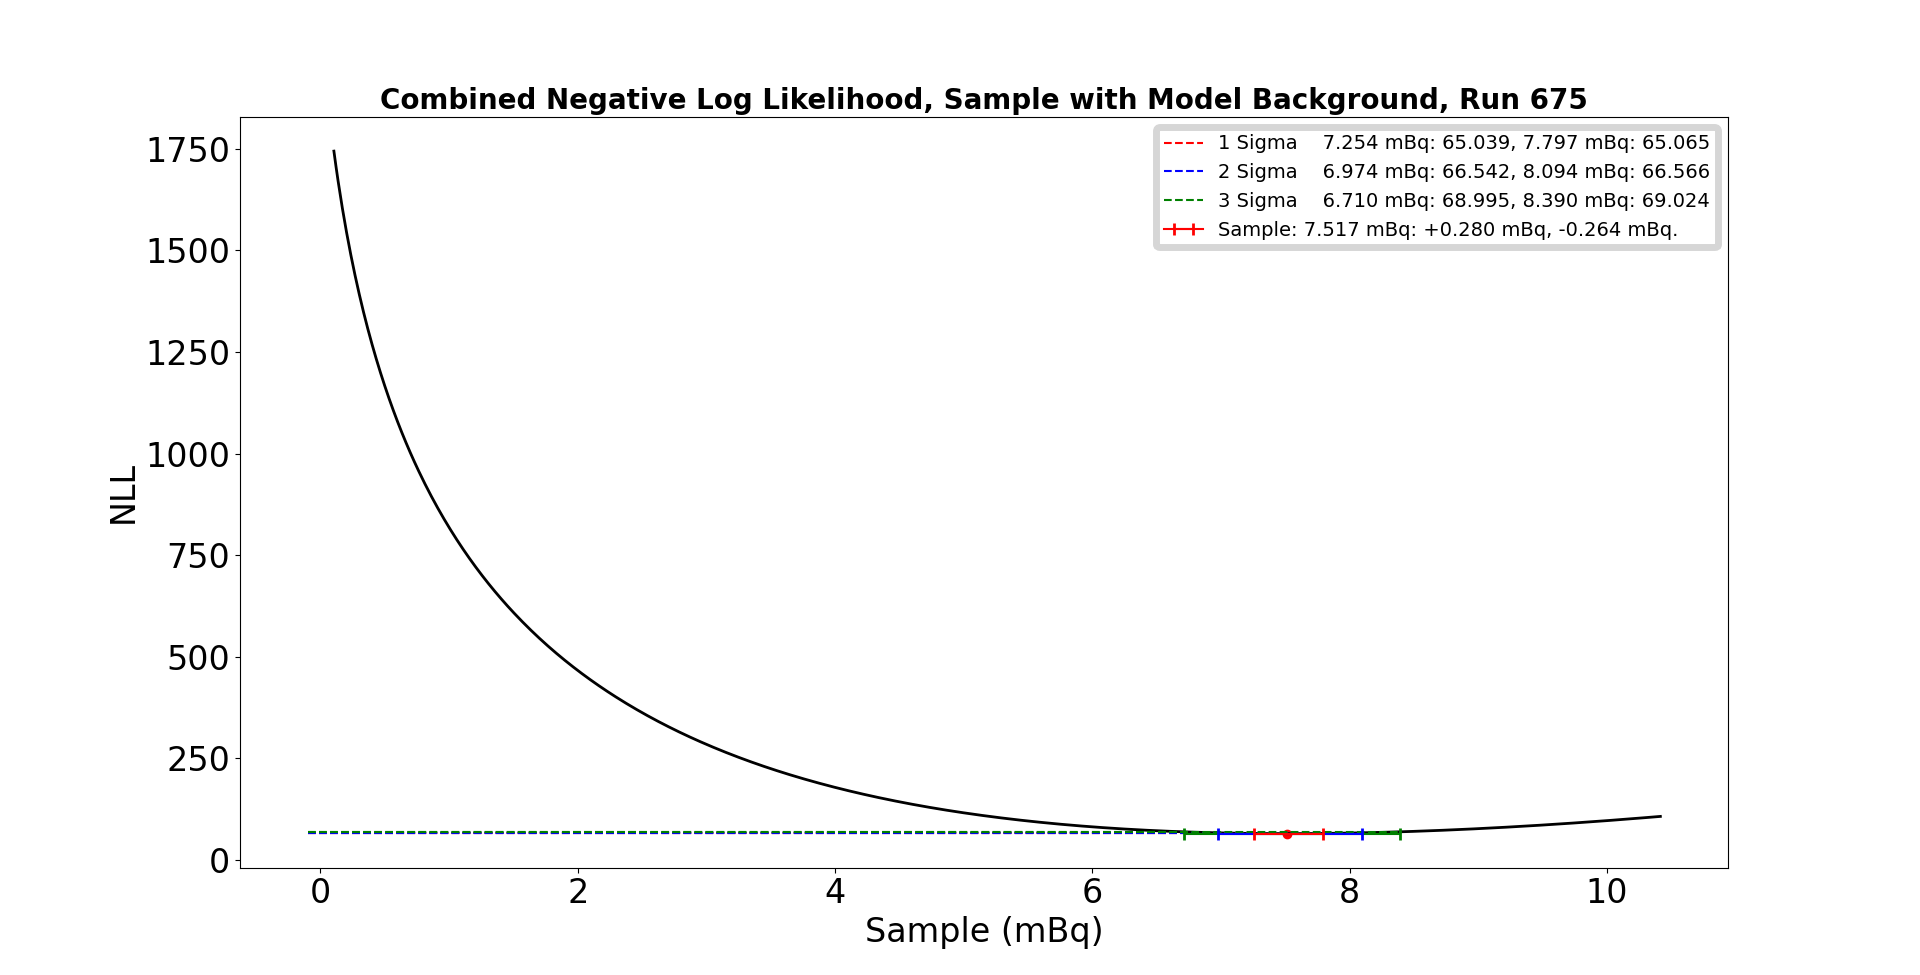 Combined Negative Log Likelihood, Sample with Model Background, Run 675
1 Sigma 7.254 mBq: 65.039, 7.797 mBq: 65.065
2 Sigma 6.974 mBq: 66.542, 8.094 mBq: 66.566
3 Sigma 6.710 mBq: 68.995, 8.390 mBq: 69.024
Sample: 7.517 mBq: +0.280 mBq, -0.264 mBq.
NLL
1750
1500
1250
1000
750
500
250
0
0 2 4 6 8 10
Sample (mBq)